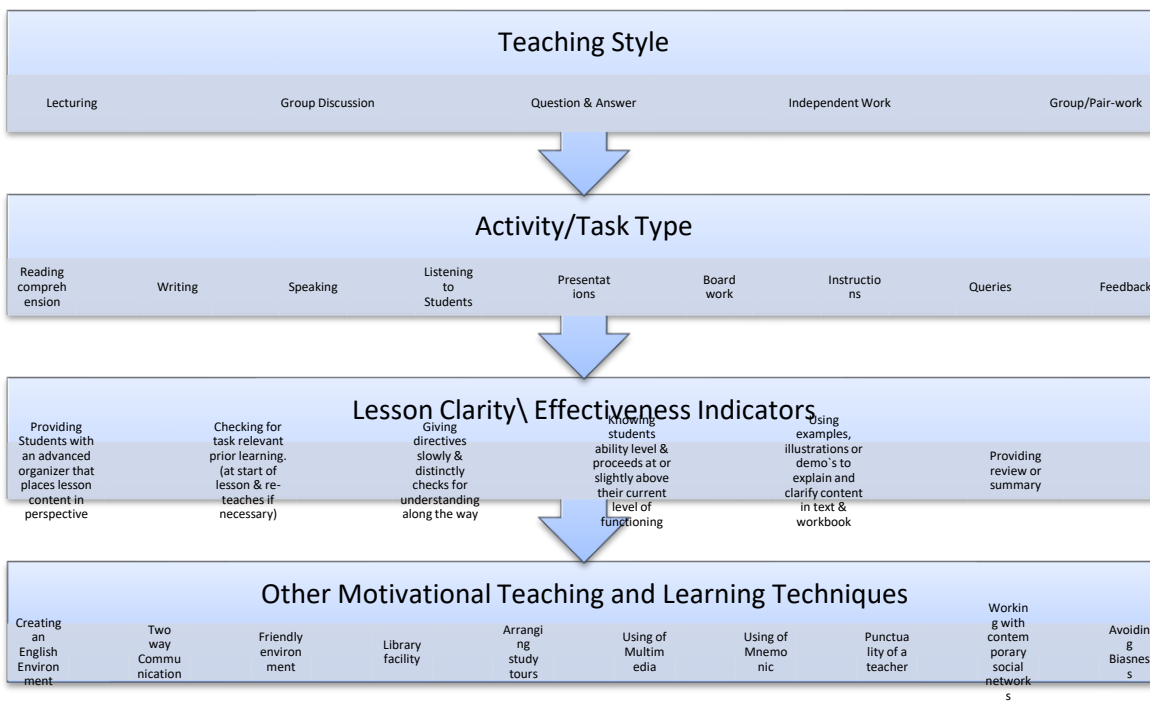 Teaching Style
Lecturing
Group Discussion
Question & Answer
Independent Work
Group/Pair-work
Activity/Task Type
Reading
compreh
ension
Writing
Speaking
Listening
to
Students
Presentat
ions
Board
work
Instructio
ns
Queries
Feedback
Lesson Clarity\ Effectiveness Indicators
Providing
Students with
an advanced
organizer that
places lesson
content in
perspective
Checking for
task relevant
prior learning.
(at start of
lesson & re-
teaches if
necessary)
Giving
directives
slowly &
distinctly
checks for
understanding
along the way
Knowing
students
ability level &
proceeds at or
slightly above
their current
level of
functioning
Using
examples,
illustrations or
demo`s to
explain and
clarify content
in text &
workbook
Providing
review or
summary
Other Motivational Teaching and Learning Techniques
Creating
an
English
Environ
ment
Two
way
Commu
nication
Friendly
environ
ment
Library
facility
Arrangi
ng
study
tours
Using of
Multim
edia
Using of
Mnemo
nic
Punctua
lity of a
teacher
Workin
g with
contem
porary
social
network
s
Avoidin
g
Biasnes
s